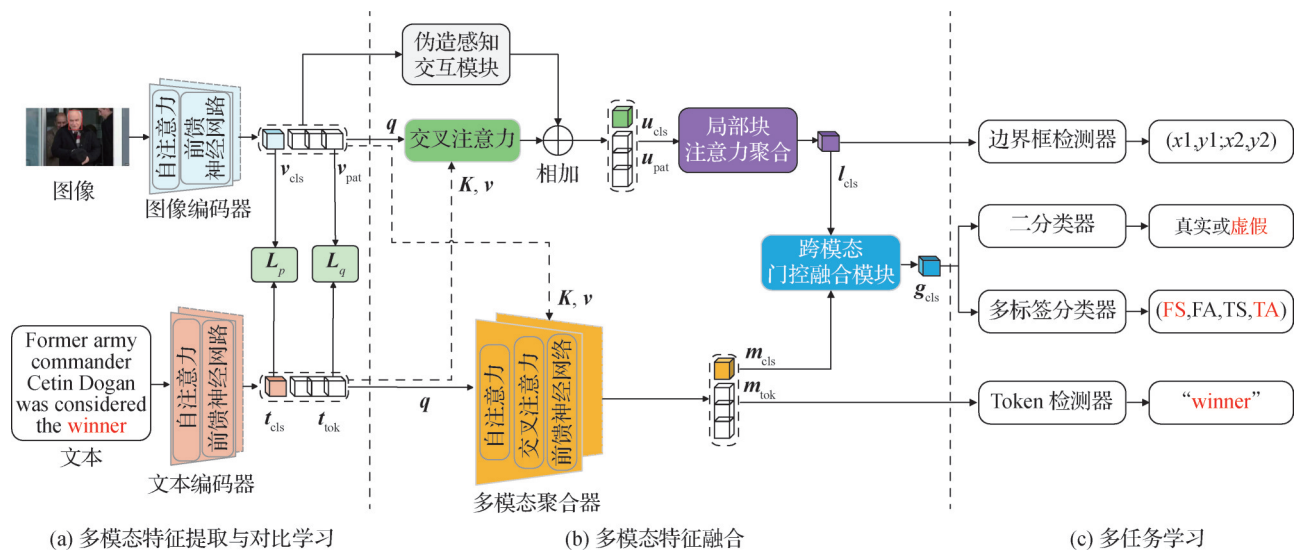 图像
自注意力
前馈
神经网路
图像编码器
v_cls
v_pat
L_p
L_q
Former army
commander
Cetin Dogan
was considered
the winner
文本
自注意力
前馈神经网路
文本编码器
t_cls
t_tok
(a) 多模态特征提取与对比学习
伪造感知
交互模块
q
交叉注意力
K, v
相加
u_cls
u_pat
局部块
注意力聚合
l_cls
跨模态
门控融合模块
g_cls
K, v
q
自注意力
交叉注意力
前馈神经网络
多模态聚合器
m_cls
m_tok
(b) 多模态特征融合
边界框检测器
(x1,y1;x2,y2)
二分类器
真实或虚假
多标签分类器
(FS,FA,TS,TA)
Token 检测器
“winner”
(c) 多任务学习